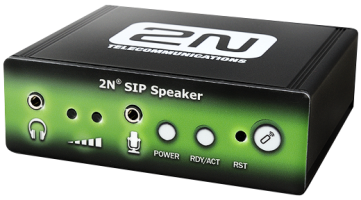 2N
TELECOMMUNICATIONS
2N® SIP Speaker
POWER RDY/ACT RST